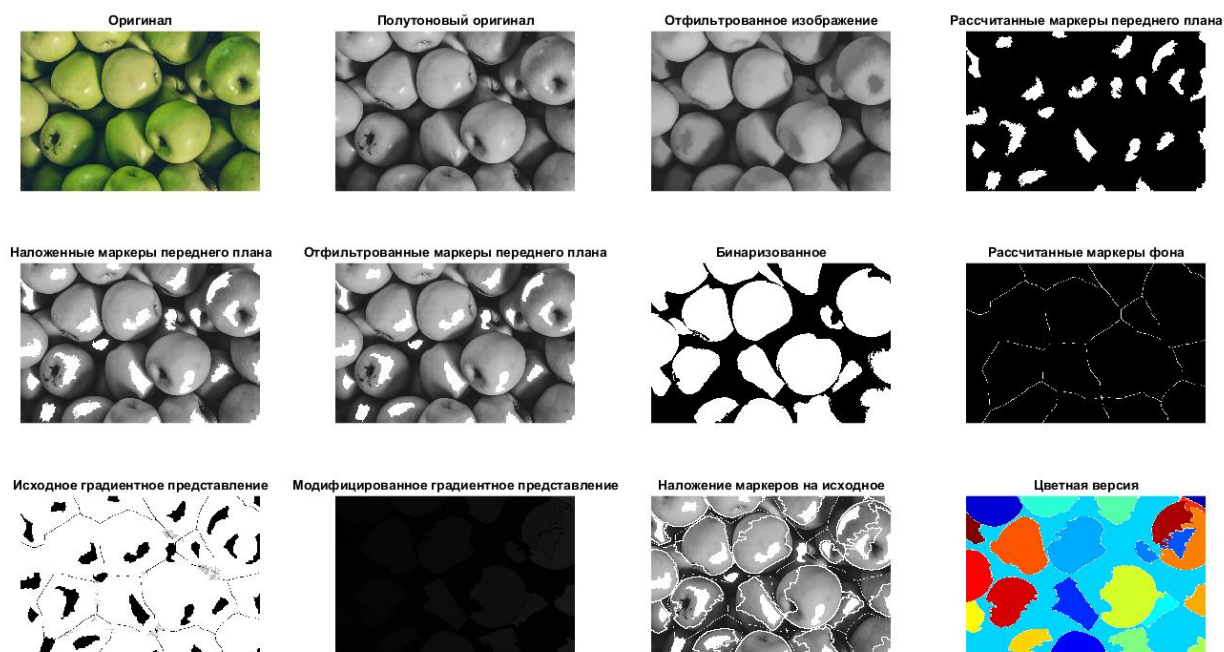 Оригинал
Полутоновый оригинал
Отфильтрованное изображение
Рассчитанные маркеры переднего плана
Наложенные маркеры переднего плана
Отфильтрованные маркеры переднего плана
Бинаризованное
Рассчитанные маркеры фона
Исходное градиентное представление
Модифицированное градиентное представление
Наложение маркеров на исходное
Цветная версия